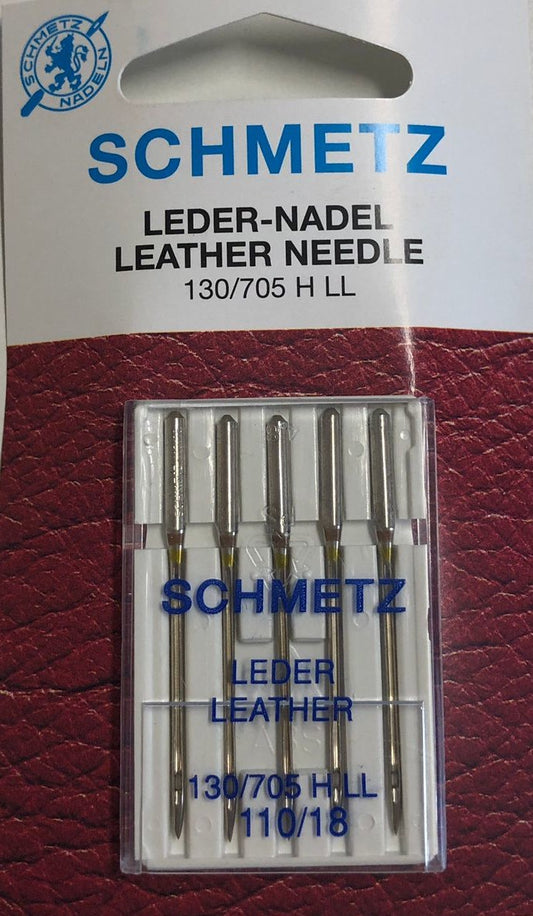 SCHMETZ
NADELN
SCHMETZ
LEDER-NADEL
LEATHER NEEDLE
130/705 H LL
SCHMETZ
LEDER
LEATHER
130/705 H LL
110/18